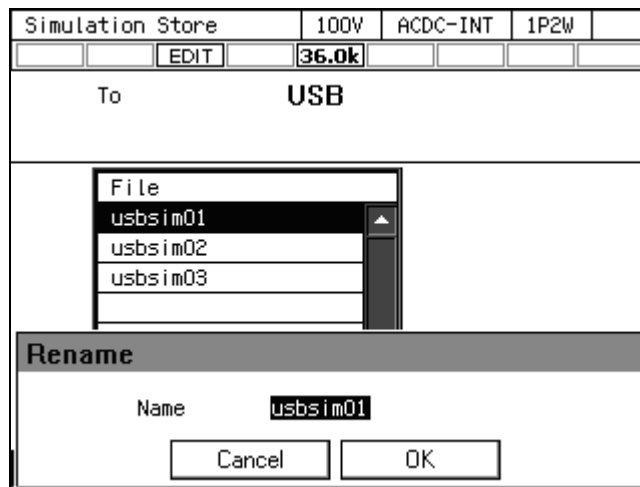 Simulation Store 100V ACDC-INT 1P2W
EDIT 36.0k
To USB
File
usbsim01
usbsim02
usbsim03
Rename
Name usbsim01
Cancel OK